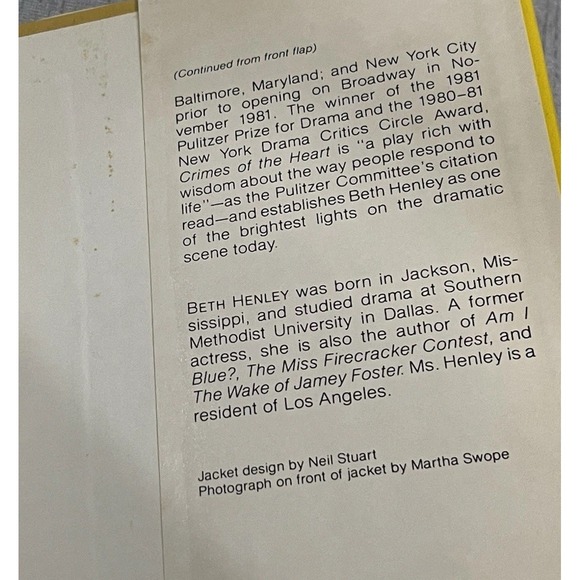 (Continued from front flap)
Baltimore, Maryland; and New York City
prior to opening on Broadway in No-
vember 1981. The winner of the 1981
Pulitzer Prize for Drama and the 1980–81
New York Drama Critics Circle Award,
Crimes of the Heart is "a play rich with
wisdom about the way people respond to
life"—as the Pulitzer Committee's citation
read—and establishes Beth Henley as one
of the brightest lights on the dramatic
scene today.
BETH HENLEY was born in Jackson, Mis-
sissippi, and studied drama at Southern
Methodist University in Dallas. A former
actress, she is also the author of Am I
Blue?, The Miss Firecracker Contest, and
The Wake of Jamey Foster. Ms. Henley is a
resident of Los Angeles.
Jacket design by Neil Stuart
Photograph on front of jacket by Martha Swope